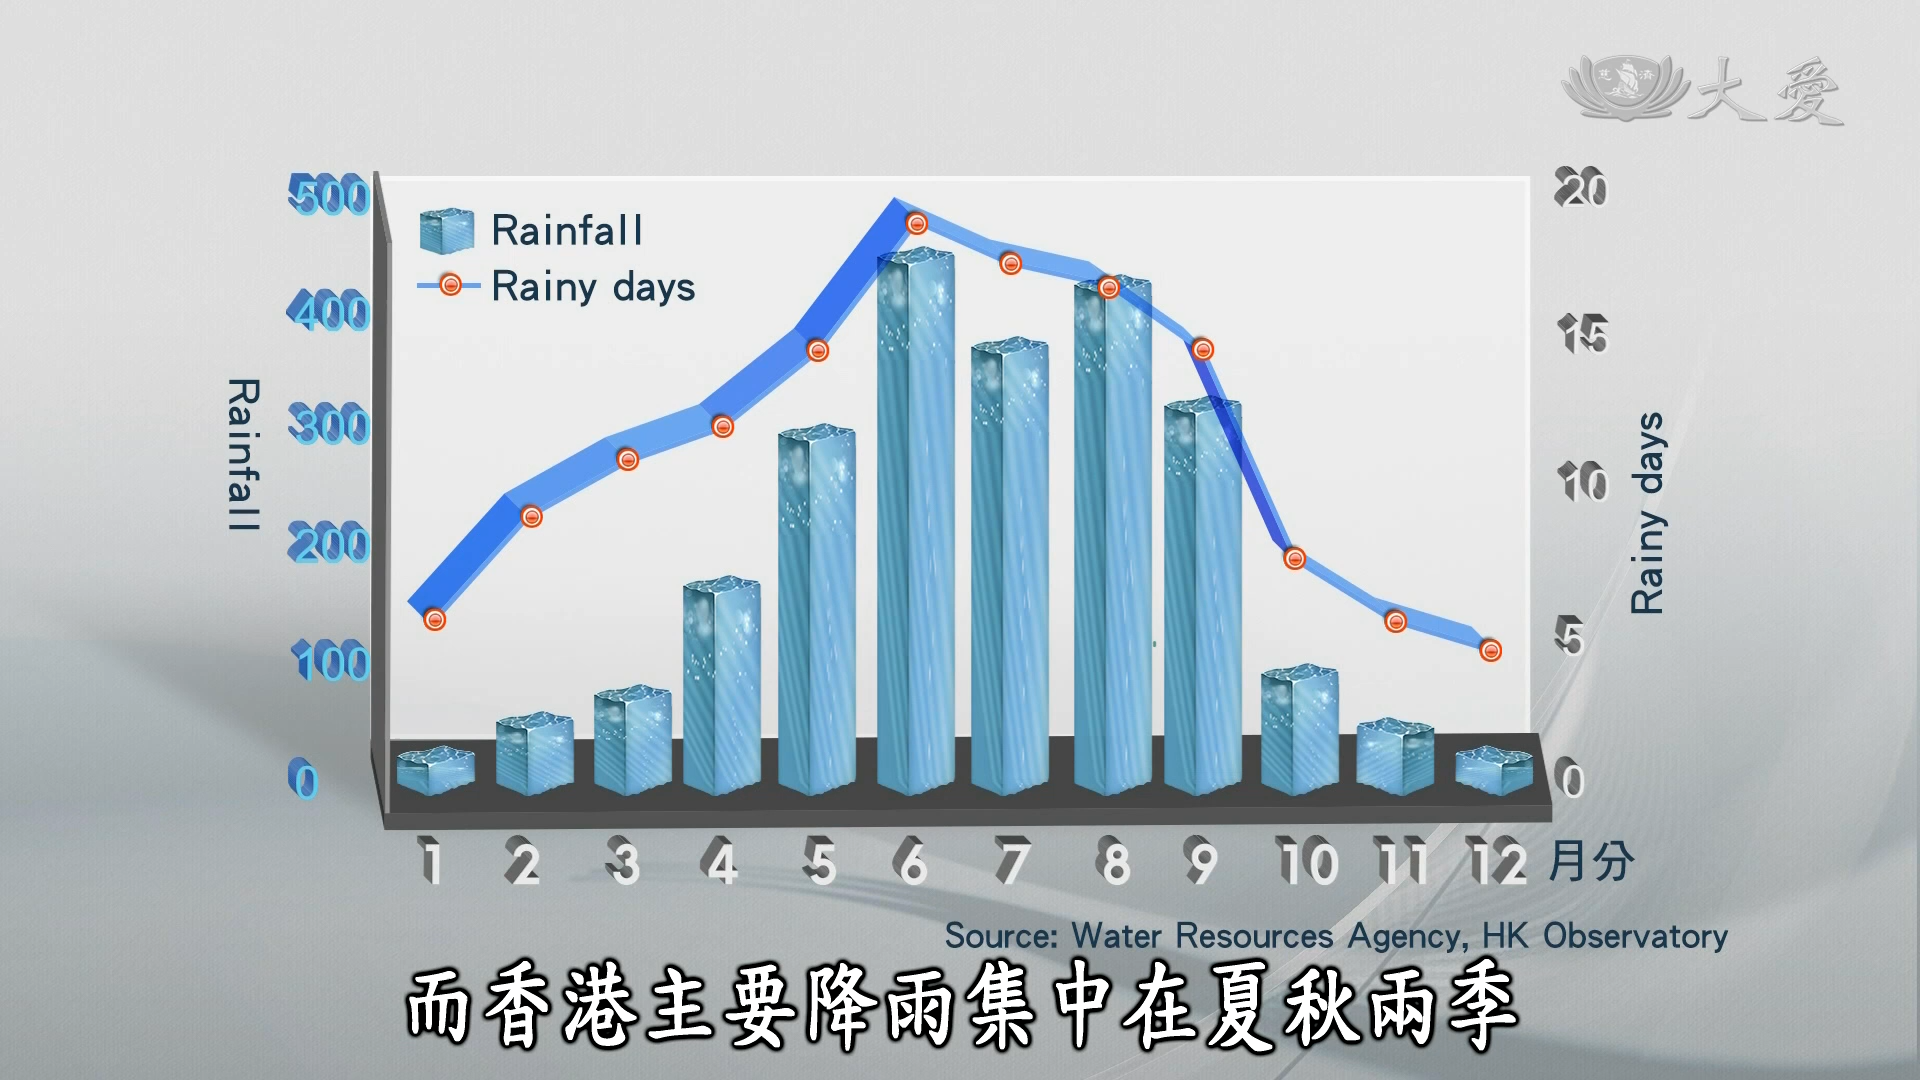 大愛
慈濟
500
400
300
200
100
0
Rainfall
Rainfall
Rainy days
20
15
10
5
0
Rainy days
1 2 3 4 5 6 7 8 9 10 11 12 月分
Source: Water Resources Agency, HK Observatory
而香港主要降雨集中在夏秋兩季